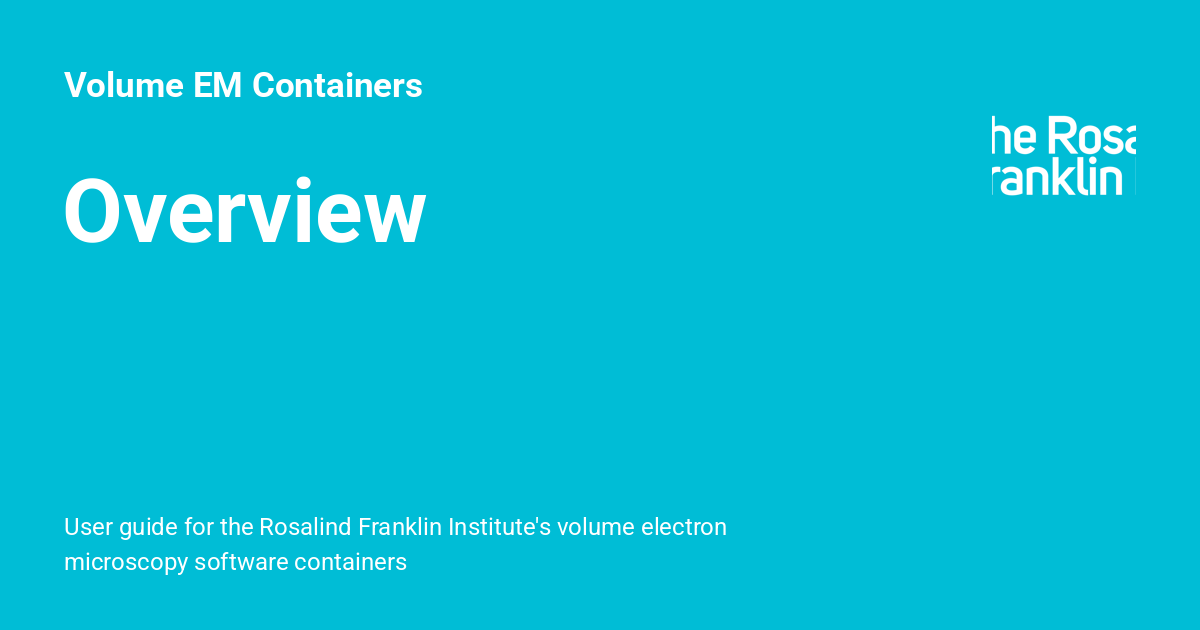 Volume EM Containers
he Rosa
ranklin
Overview
User guide for the Rosalind Franklin Institute's volume electron
microscopy software containers